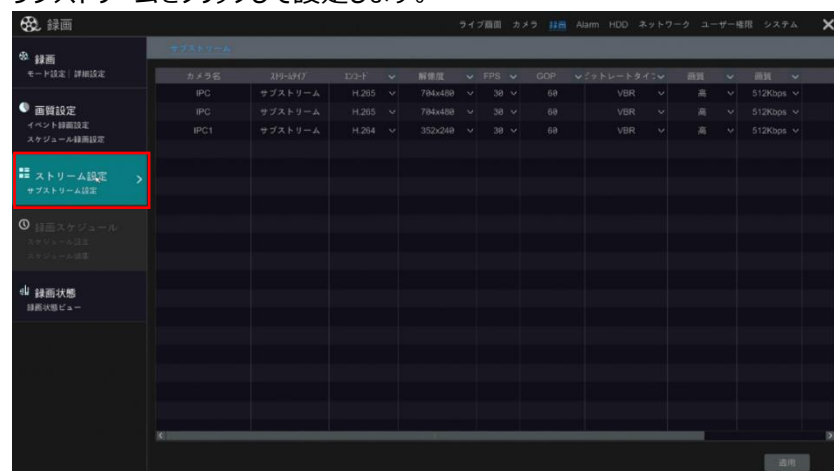 サブストリームをクリックして設定します。
録画
ライブ画面 カメラ 録画 Alarm HDD ネットワーク ユーザー権限 システム
録画
モード設定 | 詳細設定
画質設定
イベント録画設定
スケジュール録画設定
ストリーム設定
サブストリーム設定
録画スケジュール
スケジュール設定
録画状態
録画状態ビュー
サブストリーム
カメラ名 ストリームタイプ エンコード 解像度 FPS GOP ビットレートタイプ 画質 画質
IPC サブストリーム H.265 704x480 30 60 VBR 高 512Kbps
IPC サブストリーム H.265 704x480 30 60 VBR 高 512Kbps
IPC1 サブストリーム H.264 352x240 30 60 VBR 高 512Kbps
適用